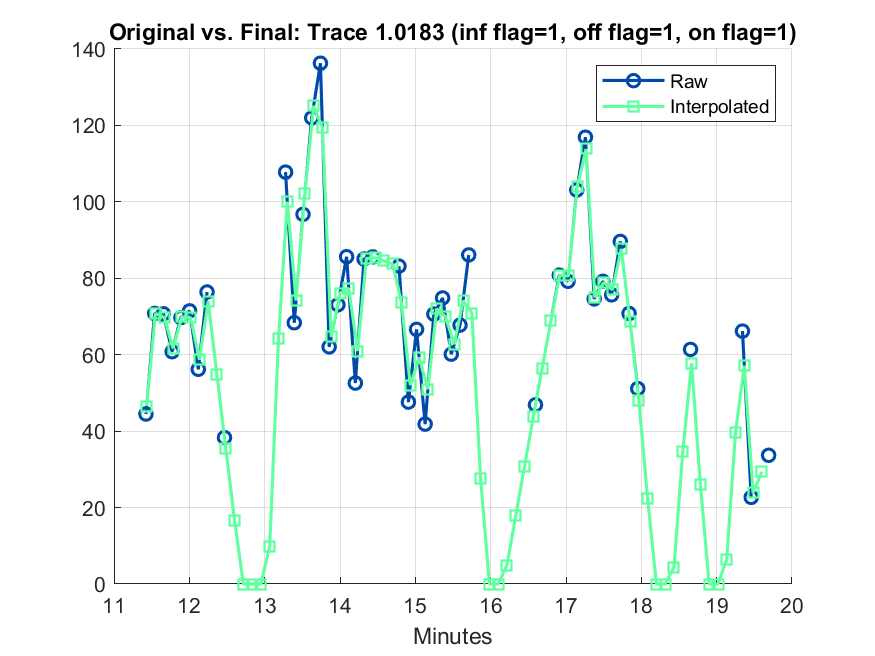 Original vs. Final: Trace 1.0183 (inf flag=1, off flag=1, on flag=1)
140
Raw
Interpolated
120
100
80
60
40
20
0
11 12 13 14 15 16 17 18 19 20
Minutes